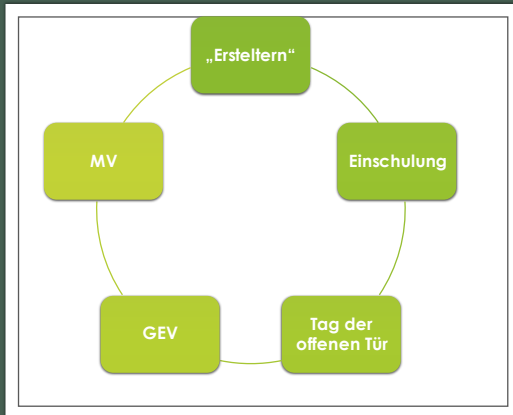 „Ersteltern“
MV
Einschulung
GEV
Tag der
offenen Tür